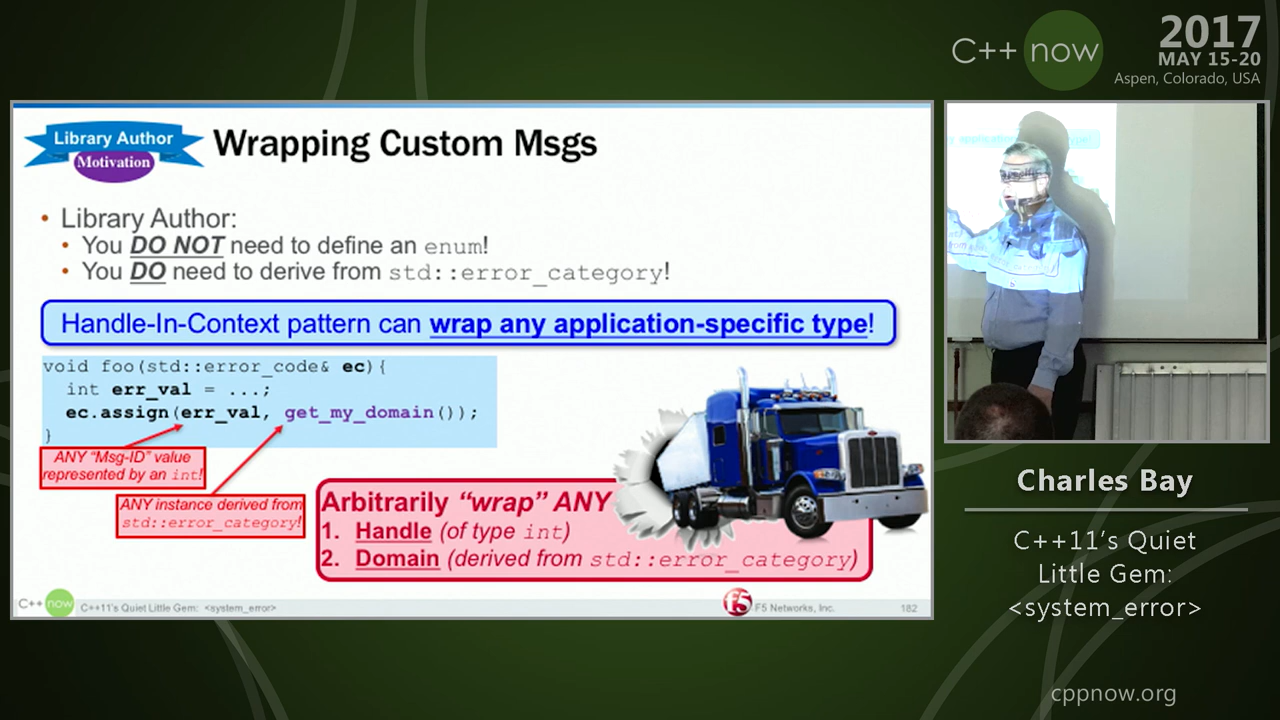 C++ now
2017
MAY 15-20
Aspen, Colorado, USA
Library Author
Motivation
Wrapping Custom Msgs
• Library Author:
• You DO NOT need to define an enum!
• You DO need to derive from std::error_category!
Handle-In-Context pattern can wrap any application-specific type!
void foo(std::error_code& ec){
int err_val = ...;
ec.assign(err_val, get_my_domain());
}
ANY “Msg-ID” value
represented by an int!
ANY instance derived from
std::error_category!
Arbitrarily “wrap” ANY
1. Handle (of type int)
2. Domain (derived from std::error_category)
C++ now
C++11's Quiet Little Gem: <system_error>
F5 F5 Networks, Inc.
182
Charles Bay
C++11’s Quiet
Little Gem:
<system_error>
cppnow.org